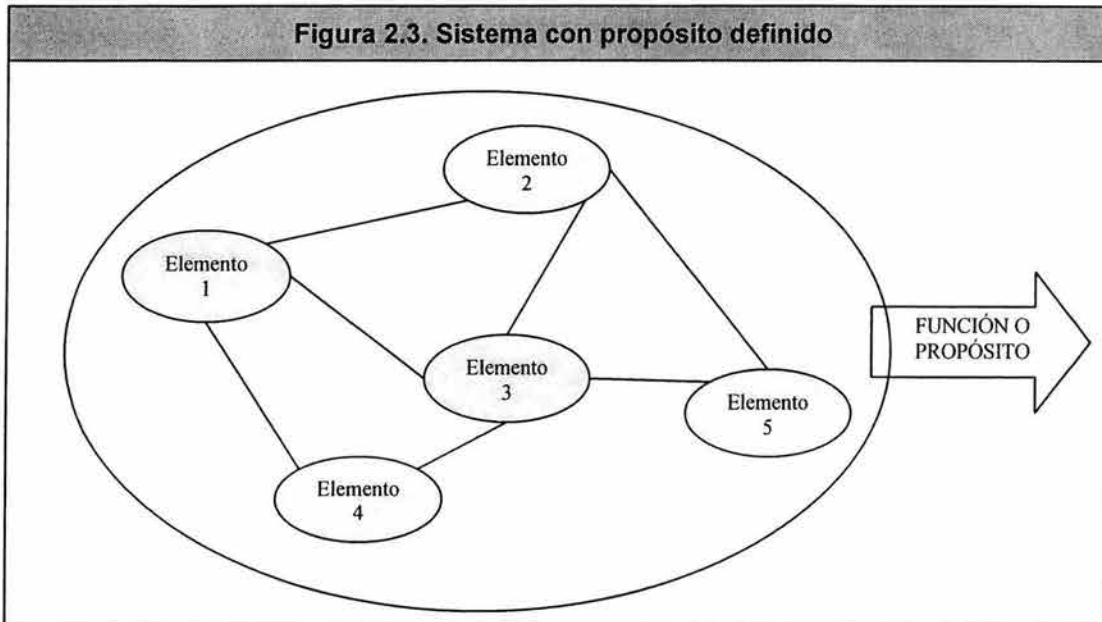 Figura 2.3. Sistema con propósito definido
Elemento
2
Elemento
1
Elemento
3
Elemento
5
Elemento
4
FUNCIÓN O
PROPÓSITO